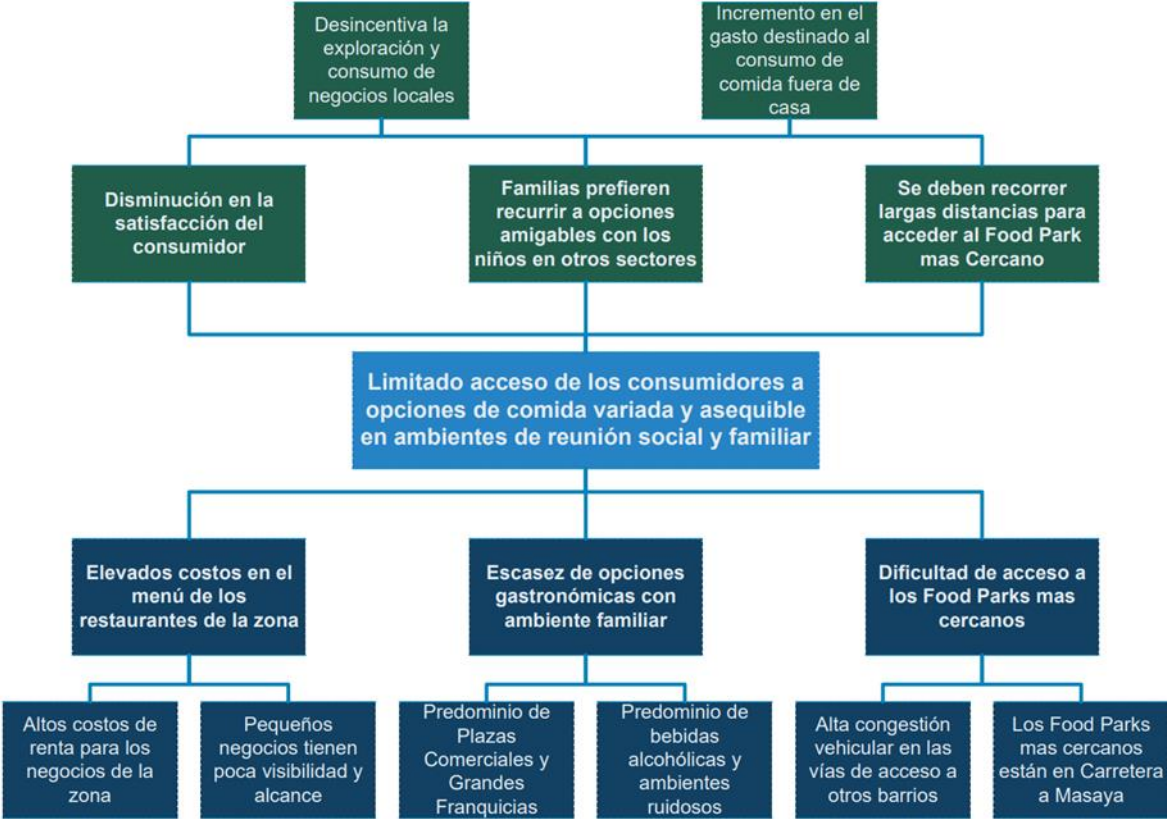 Desincentiva la
exploración y
consumo de
negocios locales
Incremento en el
gasto destinado al
consumo de
comida fuera de
casa
Disminución en la
satisfacción del
consumidor
Familias prefieren
recurrir a opciones
amigables con los
niños en otros sectores
Se deben recorrer
largas distancias para
acceder al Food Park
mas Cercano
Limitado acceso de los consumidores a
opciones de comida variada y asequible
en ambientes de reunión social y familiar
Elevados costos en el
menú de los
restaurantes de la zona
Escasez de opciones
gastronómicas con
ambiente familiar
Dificultad de acceso a
los Food Parks mas
cercanos
Altos costos de
renta para los
negocios de la
zona
Pequeños
negocios tienen
poca visibilidad y
alcance
Predominio de
Plazas
Comerciales y
Grandes
Franquicias
Predominio de
bebidas
alcohólicas y
ambientes
ruidosos
Alta congestión
vehicular en las
vías de acceso a
otros barrios
Los Food Parks
mas cercanos
están en Carretera
a Masaya